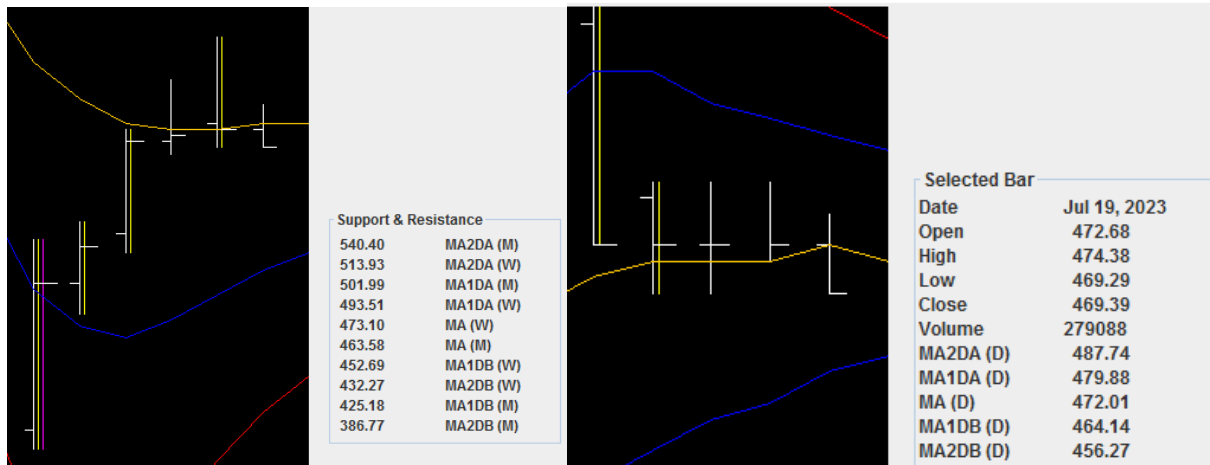 Support & Resistance
540.40 MA2DA (M)
513.93 MA2DA (W)
501.99 MA1DA (M)
493.51 MA1DA (W)
473.10 MA (W)
463.58 MA (M)
452.69 MA1DB (W)
432.27 MA2DB (W)
425.18 MA1DB (M)
386.77 MA2DB (M)
Selected Bar
Date Jul 19, 2023
Open 472.68
High 474.38
Low 469.29
Close 469.39
Volume 279088
MA2DA (D) 487.74
MA1DA (D) 479.88
MA (D) 472.01
MA1DB (D) 464.14
MA2DB (D) 456.27